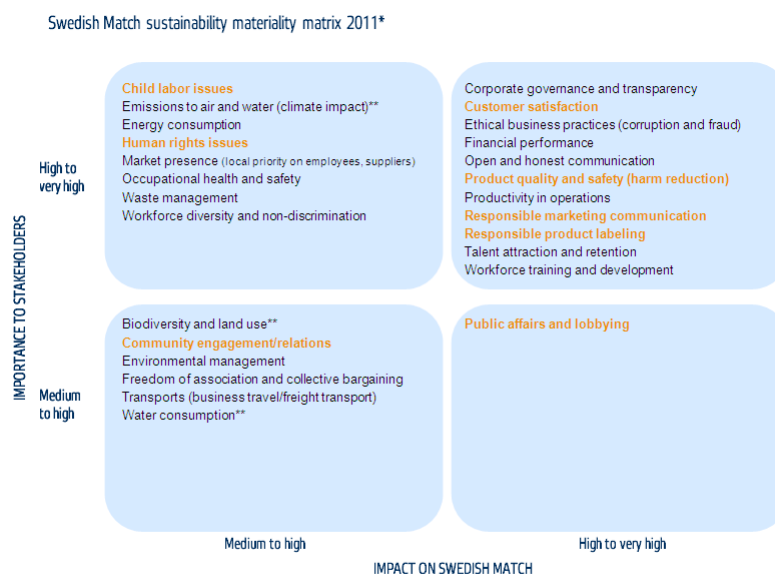 Swedish Match sustainability materiality matrix 2011*
Child labor issues
Emissions to air and water (climate impact)**
Energy consumption
Human rights issues
Market presence (local priority on employees, suppliers)
Occupational health and safety
Waste management
Workforce diversity and non-discrimination
Corporate governance and transparency
Customer satisfaction
Ethical business practices (corruption and fraud)
Financial performance
Open and honest communication
Product quality and safety (harm reduction)
Productivity in operations
Responsible marketing communication
Responsible product labeling
Talent attraction and retention
Workforce training and development
High to
very high
IMPORTANCE TO STAKEHOLDERS
Biodiversity and land use**
Community engagement/relations
Environmental management
Freedom of association and collective bargaining
Transports (business travel/freight transport)
Water consumption**
Public affairs and lobbying
Medium
to high
Medium to high
High to very high
IMPACT ON SWEDISH MATCH